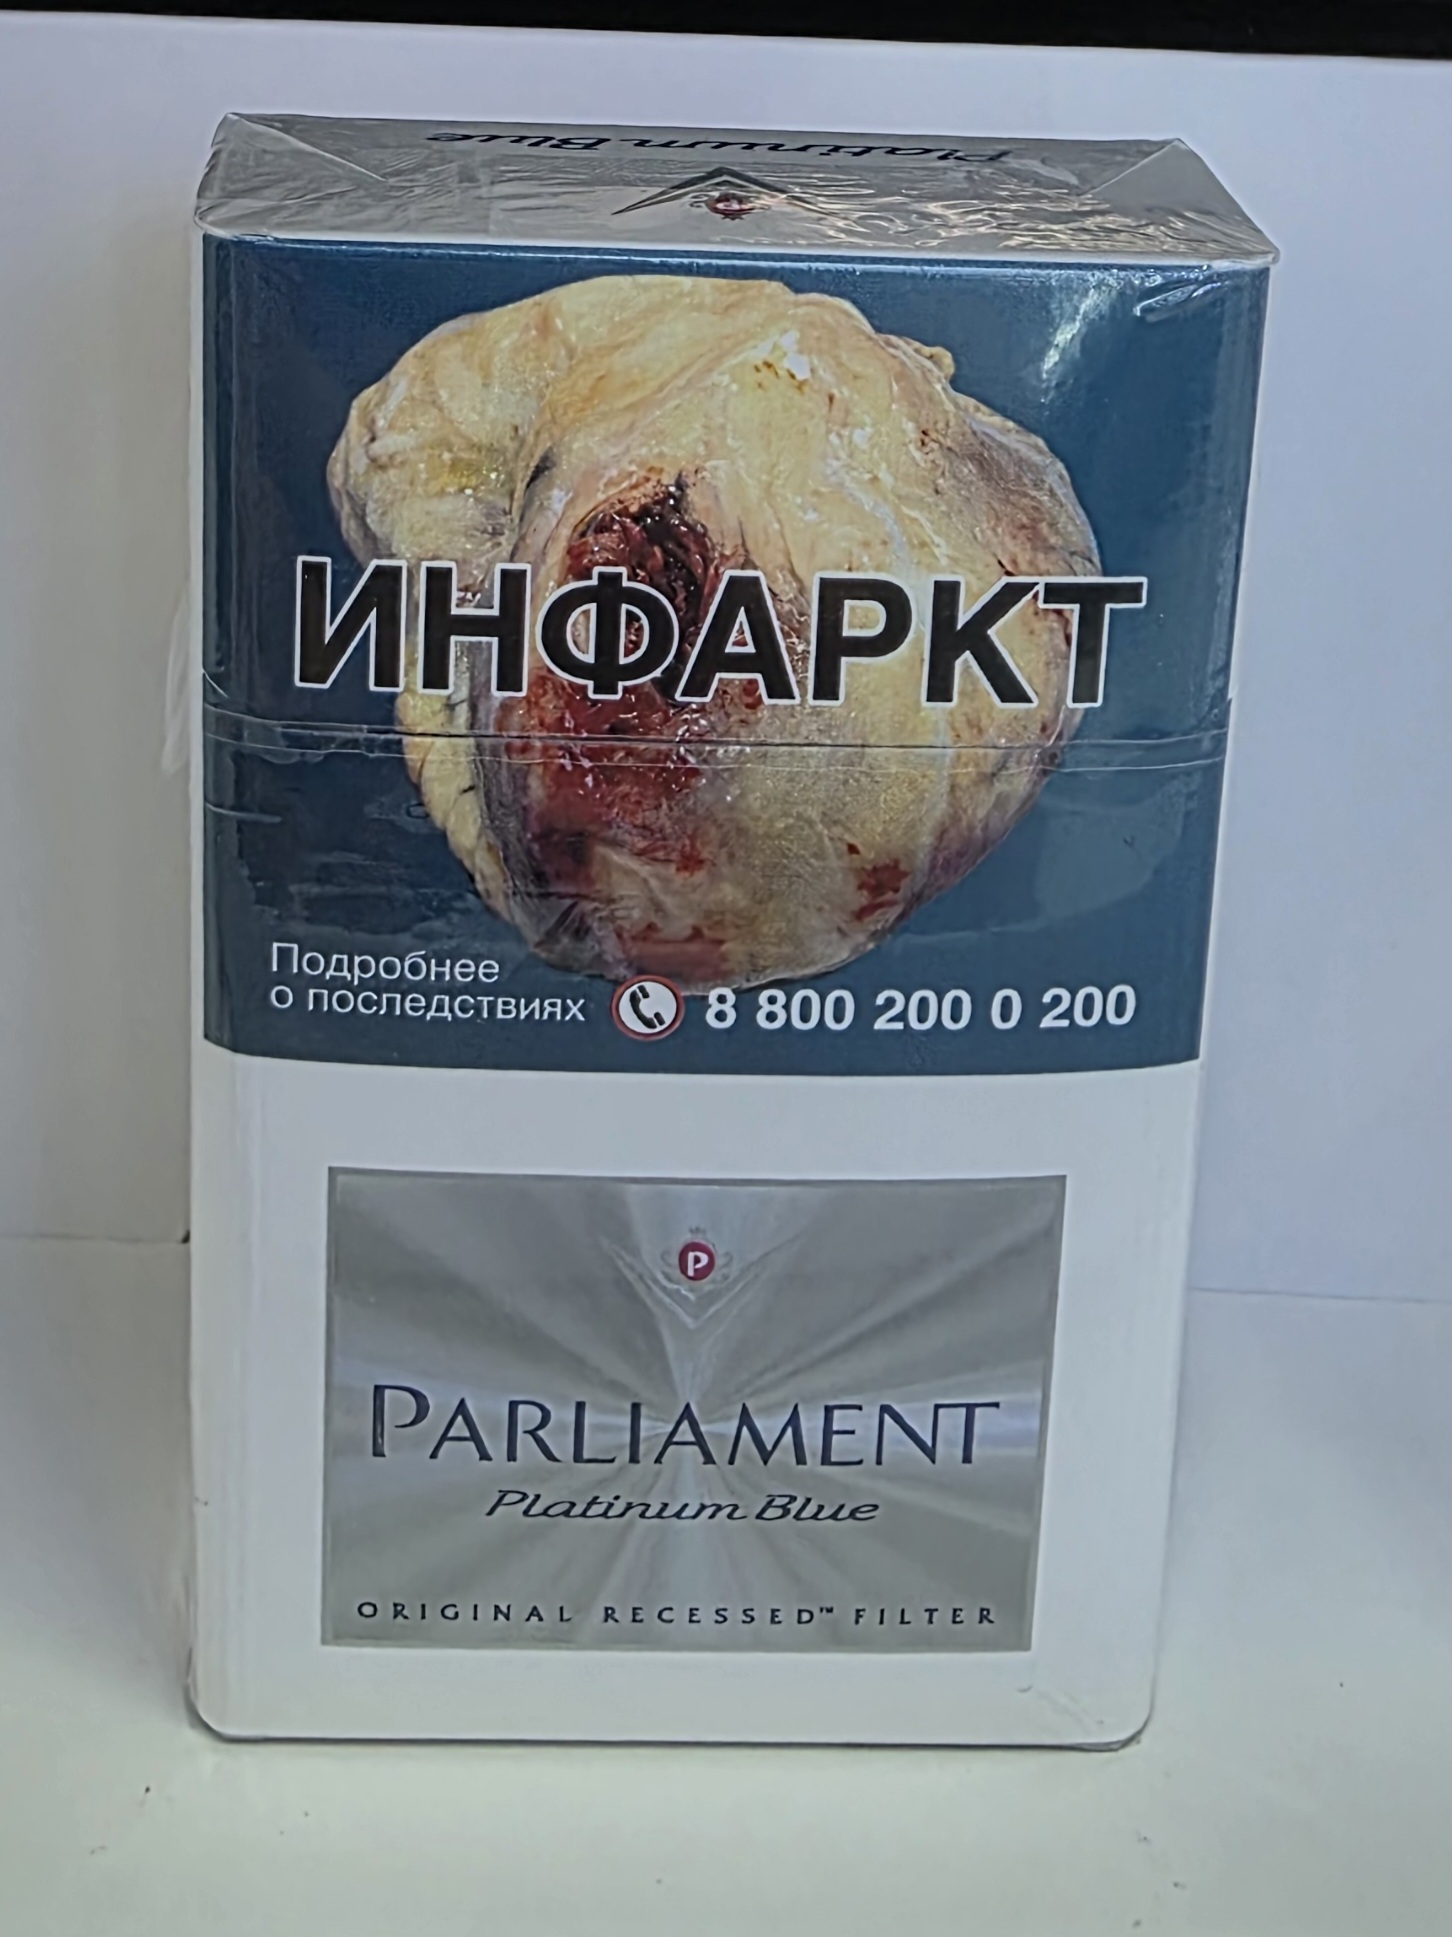 Platinum Blue
P
ИНФАРКТ
Подробнее
о последствиях 8 800 200 0 200
P
PARLIAMENT
Platinum Blue
ORIGINAL RECESSED™ FILTER